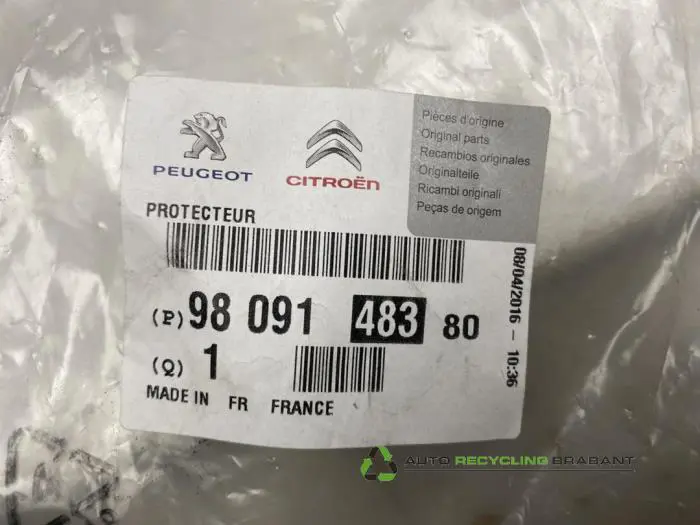 PEUGEOT
CITROËN
Pièces d'origine
Original parts
Recambios originales
Originalteile
Ricambi originali
Peças de origem
PROTECTEUR
(P) 98 091 483 80
(Q) 1
MADE IN FR FRANCE
08/04/2016 - 10:36
AUTO RECYCLING BRABANT